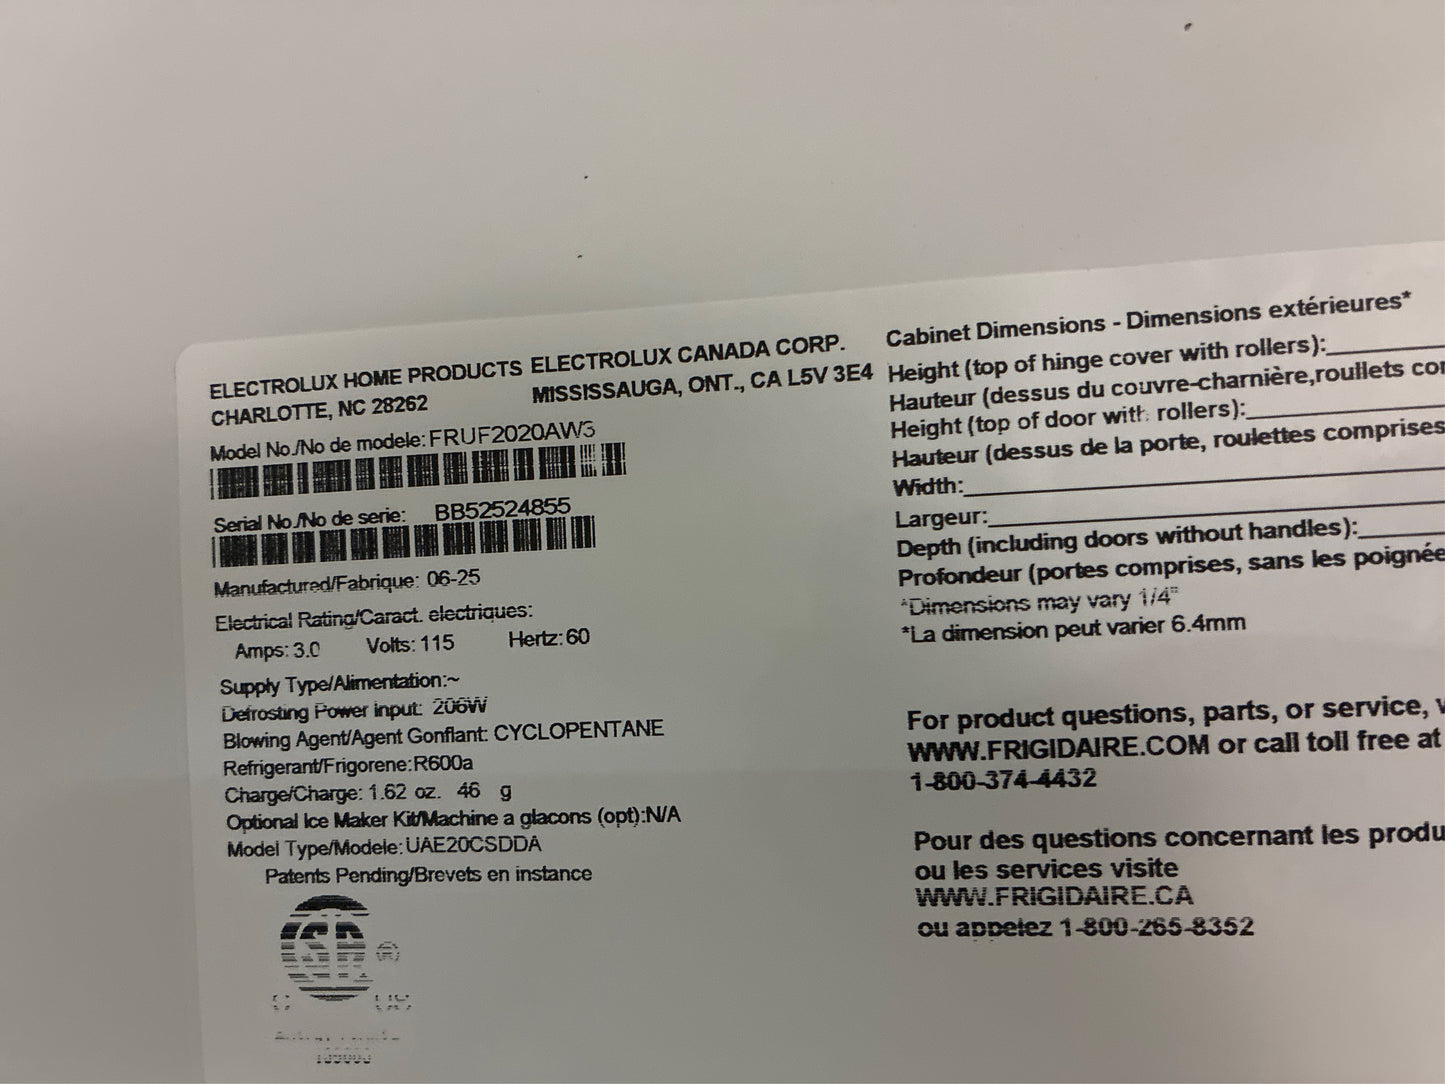 ELECTROLUX HOME PRODUCTS ELECTROLUX CANADA CORP.
CHARLOTTE, NC 28262 MISSISSAUGA, ONT., CA L5V 3E4
Model No./No de modele: FRUF2020AW3
Serial No./No de serie: BB52524855
Manufactured/Fabrique: 06-25
Electrical Rating/Caract. electriques:
Amps: 3.0 Volts: 115 Hertz: 60
Supply Type/Alimentation:~
Defrosting Power input: 206W
Blowing Agent/Agent Gonflant: CYCLOPENTANE
Refrigerant/Frigorene: R600a
Charge/Charge: 1.62 oz. 46 g
Optional Ice Maker Kit/Machine a glacons (opt):N/A
Model Type/Modele: UAE20CSDDA
Patents Pending/Brevets en instance
C US
Cabinet Dimensions - Dimensions extérieures*
Height (top of hinge cover with rollers):
Hauteur (dessus du couvre-charnière,roullets
Height (top of door with rollers):
Hauteur (dessus de la porte, roulettes comprises
Width:
Largeur:
Depth (including doors without handles):
Profondeur (portes comprises, sans les
*Dimensions may vary 1/4"
*La dimension peut varier 6.4mm
For product questions, parts, or service,
WWW.FRIGIDAIRE.COM or call toll free at
1-800-374-4432
Pour des questions concernant les
ou les services visite
WWW.FRIGIDAIRE.CA
ou appelez 1-800-265-8352